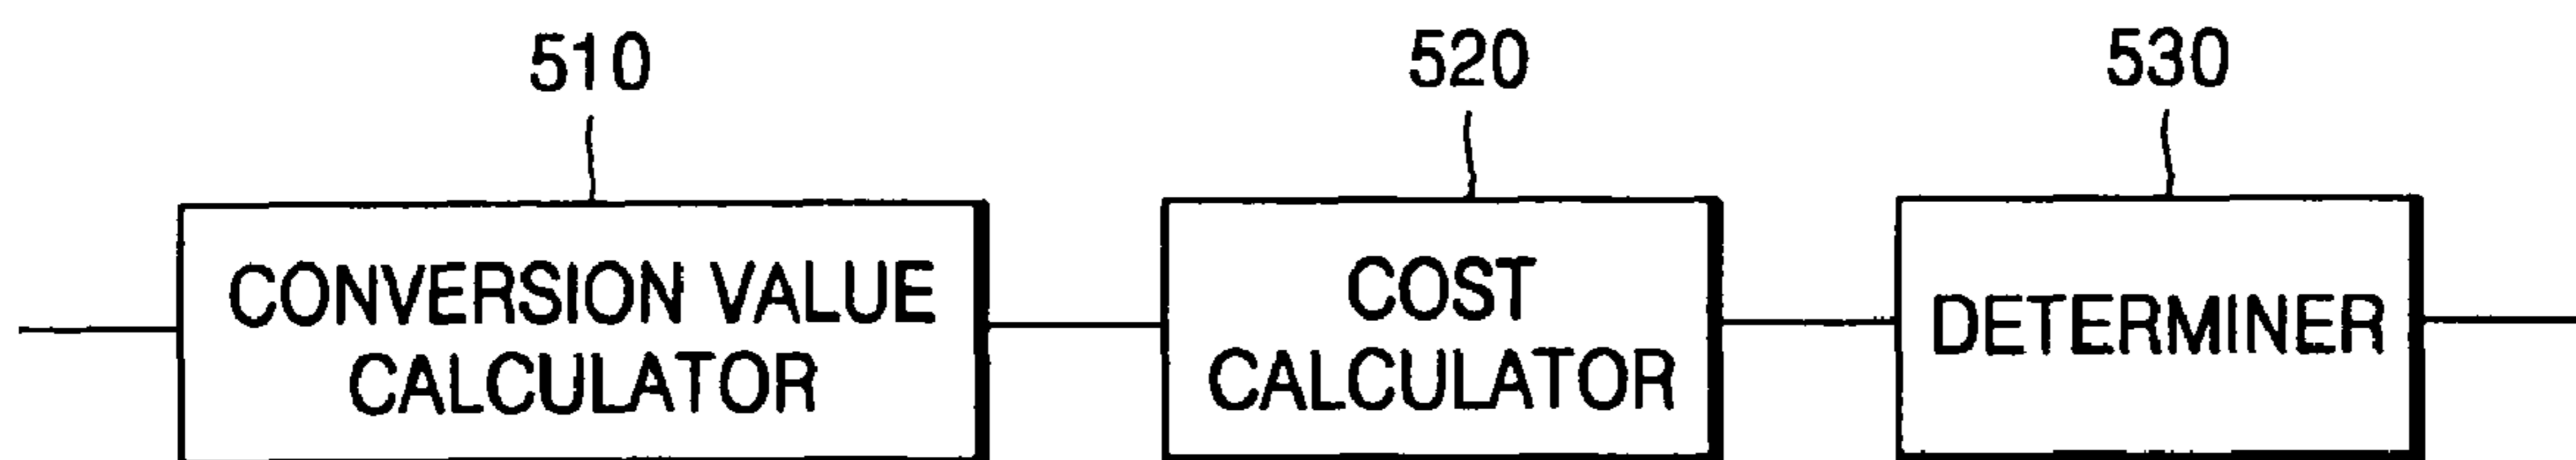 510
520
530
CONVERSION VALUE
CALCULATOR
COST
CALCULATOR
DETERMINER